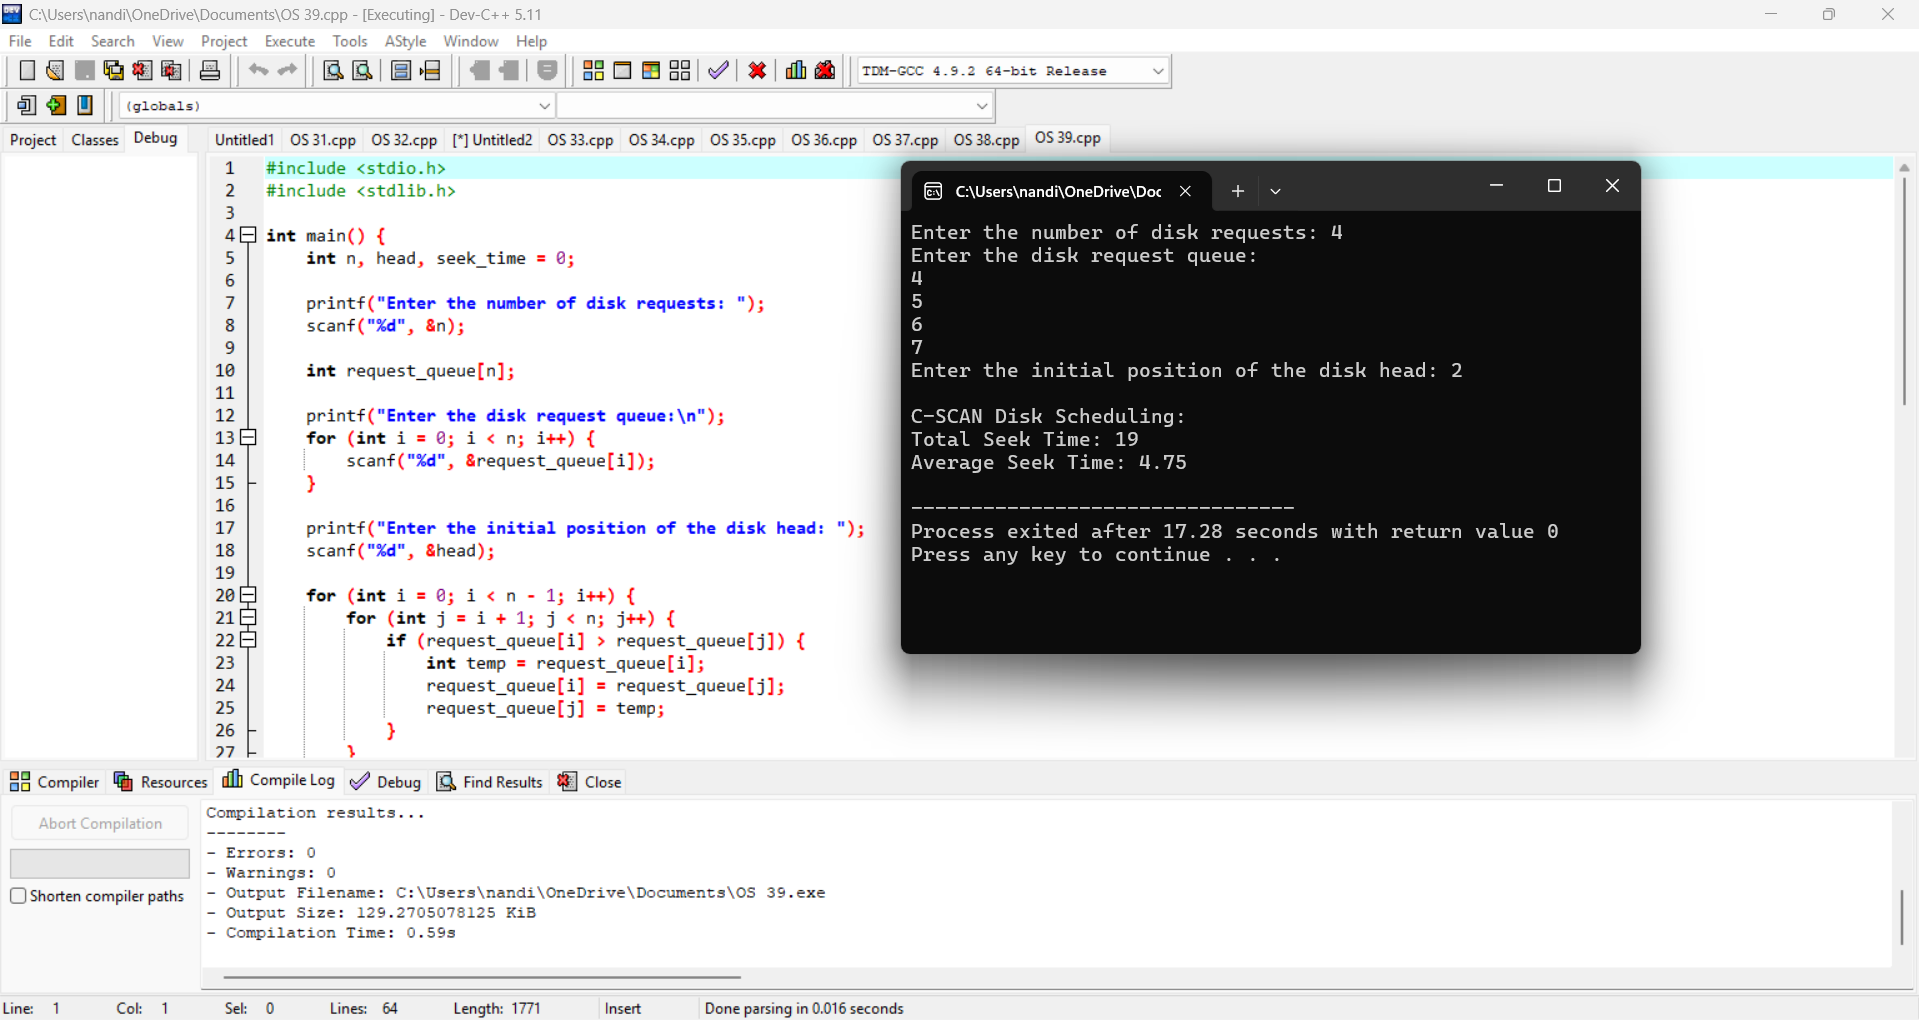 C:\Users\nandi\OneDrive\Documents\OS 39.cpp - [Executing] - Dev-C++ 5.11
File Edit Search View Project Execute Tools AStyle Window Help
TDM-GCC 4.9.2 64-bit Release
(globals)
Project Classes Debug
Untitled1 OS 31.cpp OS 32.cpp [*] Untitled2 OS 33.cpp OS 34.cpp OS 35.cpp OS 36.cpp OS 37.cpp OS 38.cpp OS 39.cpp
1 #include <stdio.h>
2 #include <stdlib.h>
3
4 int main() {
5 int n, head, seek_time = 0;
6
7 printf("Enter the number of disk requests: ");
8 scanf("%d", &n);
9
10 int request_queue[n];
11
12 printf("Enter the disk request queue:\n");
13 for (int i = 0; i < n; i++) {
14 scanf("%d", &request_queue[i]);
15 }
16
17 printf("Enter the initial position of the disk head: ");
18 scanf("%d", &head);
19
20 for (int i = 0; i < n - 1; i++) {
21 for (int j = i + 1; j < n; j++) {
22 if (request_queue[i] > request_queue[j]) {
23 int temp = request_queue[i];
24 request_queue[i] = request_queue[j];
25 request_queue[j] = temp;
26 }
27 }
C:\Users\nandi\OneDrive\Doc
Enter the number of disk requests: 4
Enter the disk request queue:
4
5
6
7
Enter the initial position of the disk head: 2
C-SCAN Disk Scheduling:
Total Seek Time: 19
Average Seek Time: 4.75
--------------------------------
Process exited after 17.28 seconds with return value 0
Press any key to continue . . .
Compiler Resources Compile Log Debug Find Results Close
Abort Compilation
Shorten compiler paths
Compilation results...
--------
- Errors: 0
- Warnings: 0
- Output Filename: C:\Users\nandi\OneDrive\Documents\OS 39.exe
- Output Size: 129.2705078125 KiB
- Compilation Time: 0.59s
Line: 1 Col: 1 Sel: 0 Lines: 64 Length: 1771 Insert Done parsing in 0.016 seconds